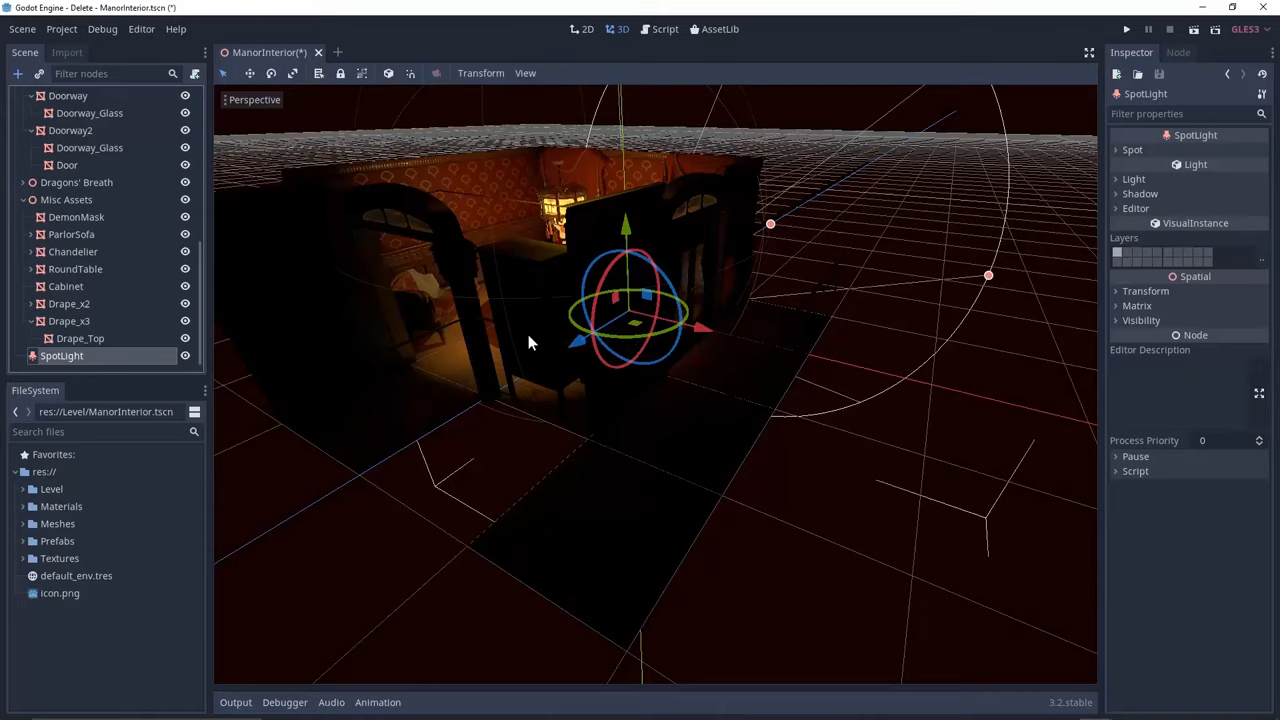 Godot Engine - Delete - ManorInterior.tscn (*)
Scene Project Debug Editor Help
2D 3D Script AssetLib
GLES3
Scene Import
Filter nodes
Doorway
Doorway_Glass
Doorway2
Doorway_Glass
Door
Dragons' Breath
Misc Assets
DemonMask
ParlorSofa
Chandelier
RoundTable
Cabinet
Drape_x2
Drape_x3
Drape_Top
SpotLight
FileSystem
res://Level/ManorInterior.tscn
Search files
Favorites:
res://
Level
Materials
Meshes
Prefabs
Textures
default_env.tres
icon.png
ManorInterior(*)
Transform View
Perspective
Output Debugger Audio Animation
3.2.stable
Inspector Node
SpotLight
Filter properties
SpotLight
Spot
Light
Light
Shadow
Editor
VisualInstance
Layers
..
Spatial
Transform
Matrix
Visibility
Node
Editor Description
Process Priority 0
Pause
Script